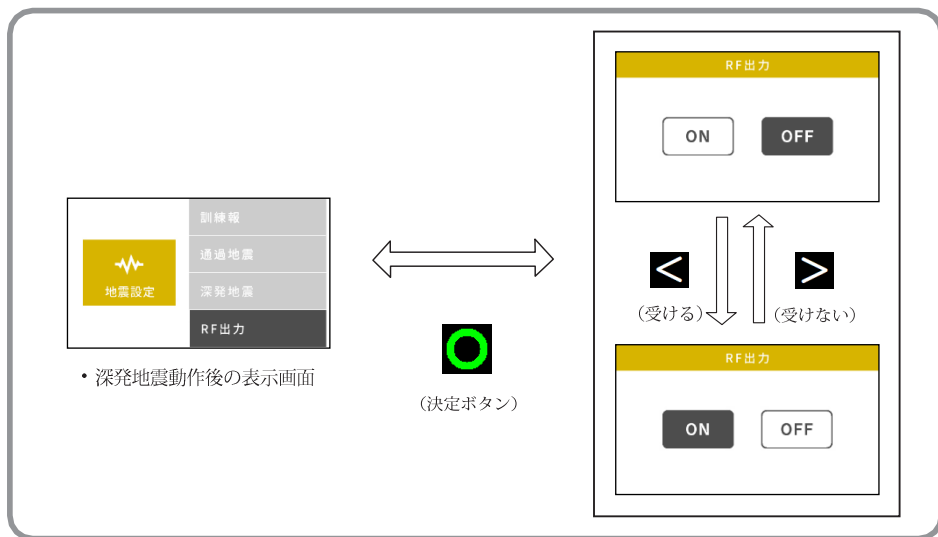 訓練報
通過地震
深発地震
RF出力
地震設定
・深発地震動作後の表示画面
(決定ボタン)
RF出力
ON
OFF
<
(受ける)
>
(受けない)
RF出力
ON
OFF